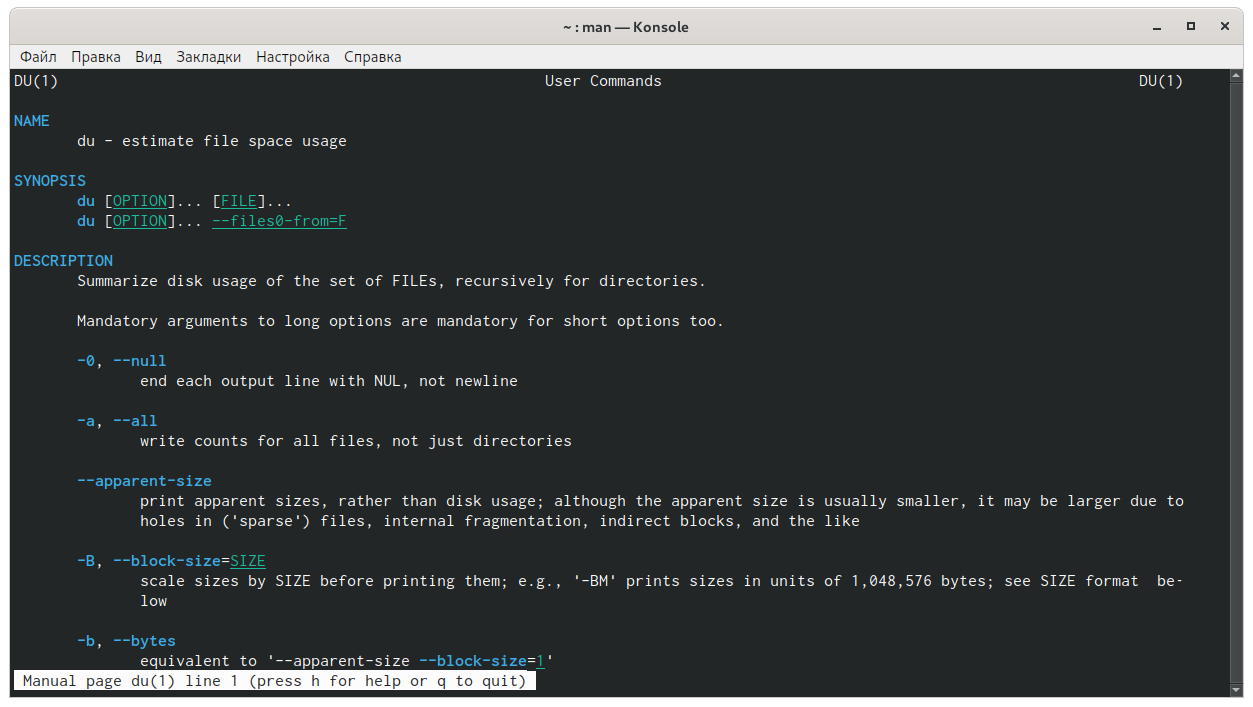 ~ : man — Konsole
Файл Правка Вид Закладки Настройка Справка
DU(1) User Commands DU(1)
NAME
du - estimate file space usage
SYNOPSIS
du [OPTION]... [FILE]...
du [OPTION]... --files0-from=F
DESCRIPTION
Summarize disk usage of the set of FILEs, recursively for directories.
Mandatory arguments to long options are mandatory for short options too.
-0, --null
end each output line with NUL, not newline
-a, --all
write counts for all files, not just directories
--apparent-size
print apparent sizes, rather than disk usage; although the apparent size is usually smaller, it may be larger due to
holes in ('sparse') files, internal fragmentation, indirect blocks, and the like
-B, --block-size=SIZE
scale sizes by SIZE before printing them; e.g., '-BM' prints sizes in units of 1,048,576 bytes; see SIZE format be-
low
-b, --bytes
equivalent to '--apparent-size --block-size=1'
Manual page du(1) line 1 (press h for help or q to quit)